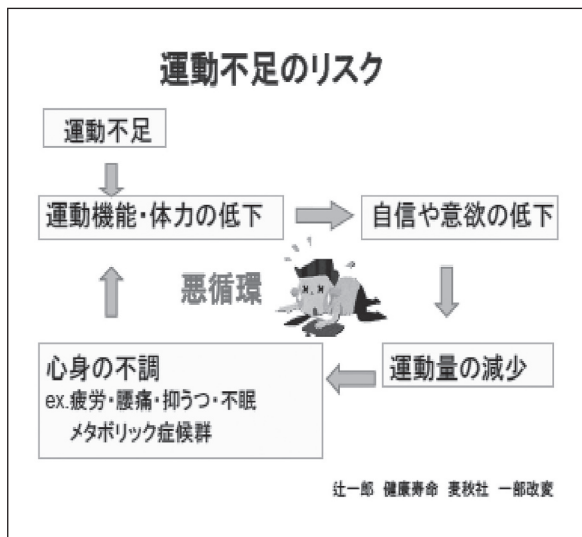 運動不足のリスク
運動不足
運動機能・体力の低下
自信や意欲の低下
悪循環
心身の不調
ex.疲労・腰痛・抑うつ・不眠
メタボリック症候群
運動量の減少
辻一郎 健康寿命 麦秋社 一部改変